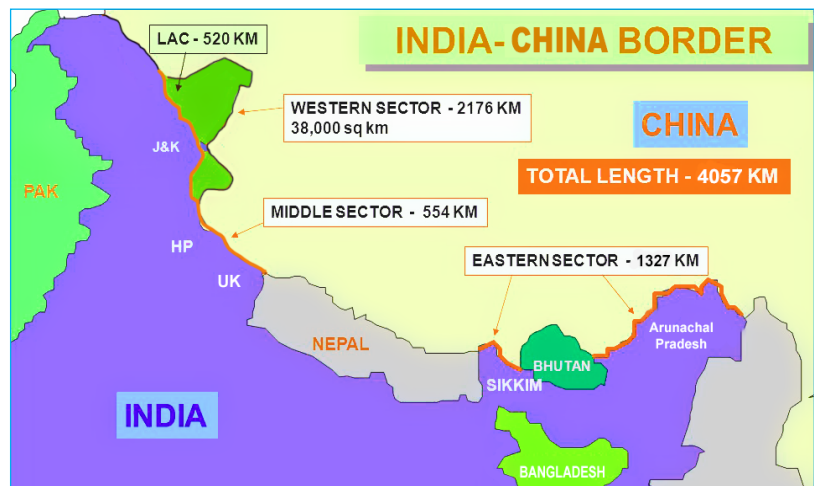 LAC - 520 KM
INDIA- CHINA BORDER
WESTERN SECTOR - 2176 KM
38,000 sq km
CHINA
J&K
TOTAL LENGTH - 4057 KM
PAK
MIDDLE SECTOR - 554 KM
HP
EASTERN SECTOR - 1327 KM
UK
Arunachal
Pradesh
NEPAL
BHUTAN
SIKKIM
INDIA
BANGLADESH